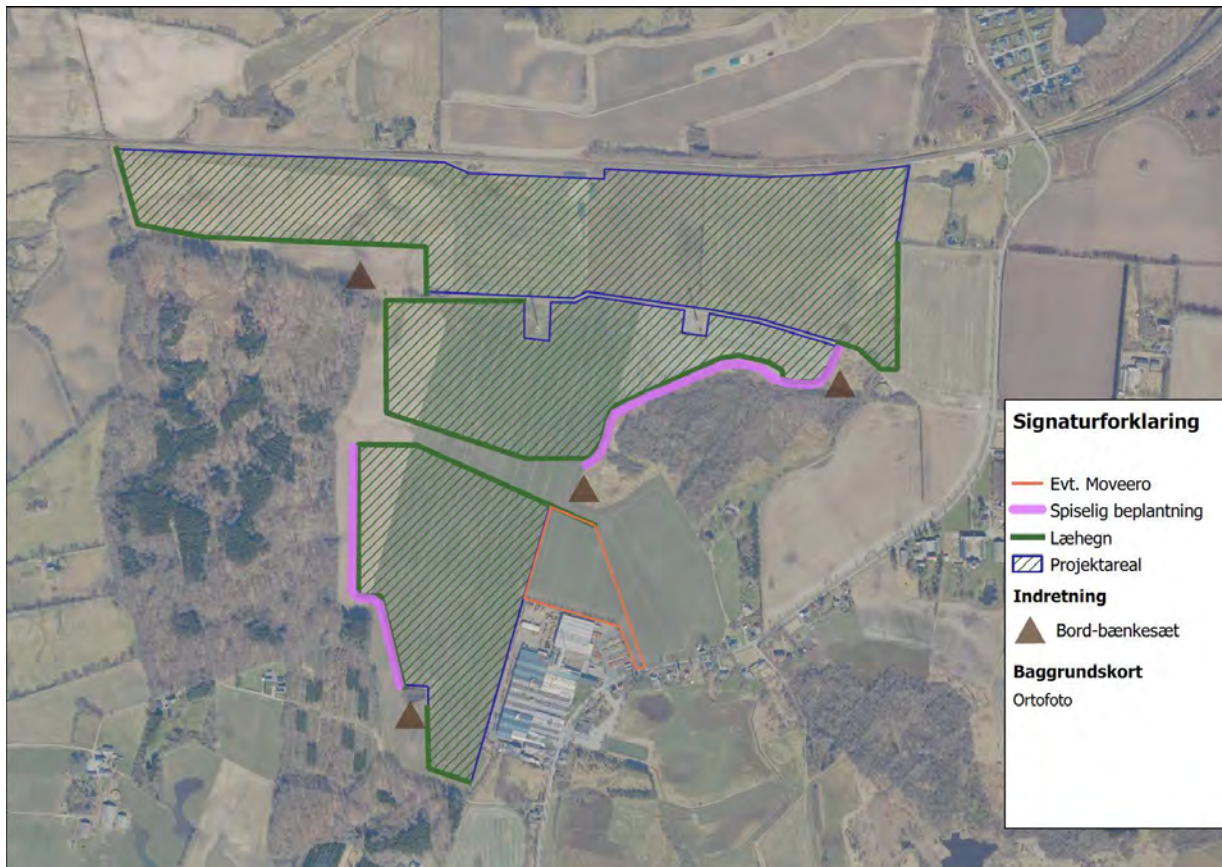 Signaturforklaring
Evt. Moveero
Spiselig beplantning
Læhegn
Projektareal
Indretning
Bord-bænkesæt
Baggrundskort
Ortofoto